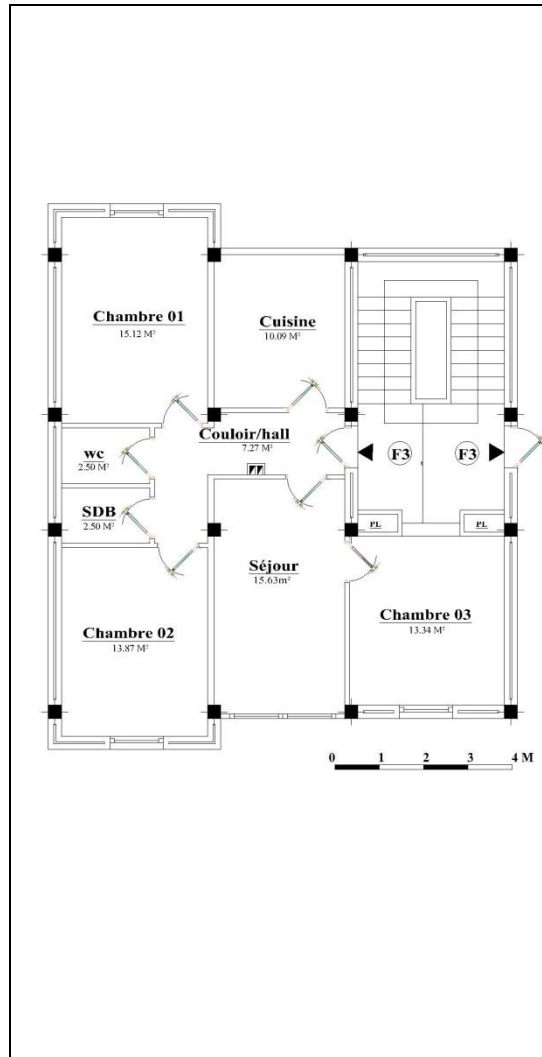 Chambre 01
15.12 M²
Cuisine
10.09 M²
Couloir/hall
7.27 M²
wc
2.50 M²
F3
F3
SDB
2.50 M²
PL
PL
Séjour
15.63m²
Chambre 02
13.87 M²
Chambre 03
13.34 M²
0 1 2 3 4 M